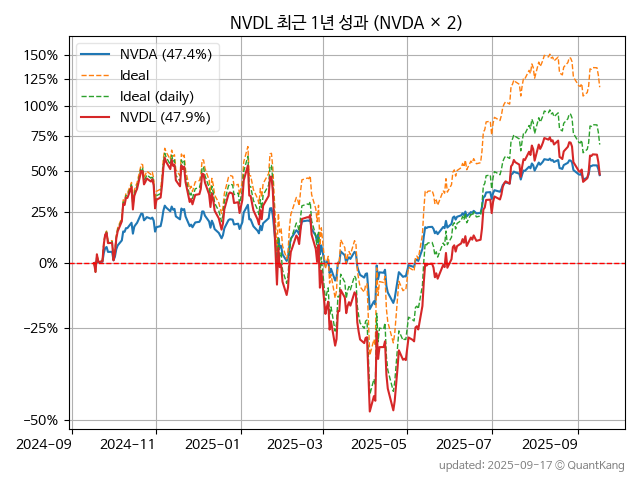 NVDL 최근 1년 성과 (NVDA × 2)
NVDA (47.4%)
Ideal
Ideal (daily)
NVDL (47.9%)
150%
125%
100%
75%
50%
25%
0%
−25%
−50%
2024-09 2024-11 2025-01 2025-03 2025-05 2025-07 2025-09
updated: 2025-09-17 © QuantKang